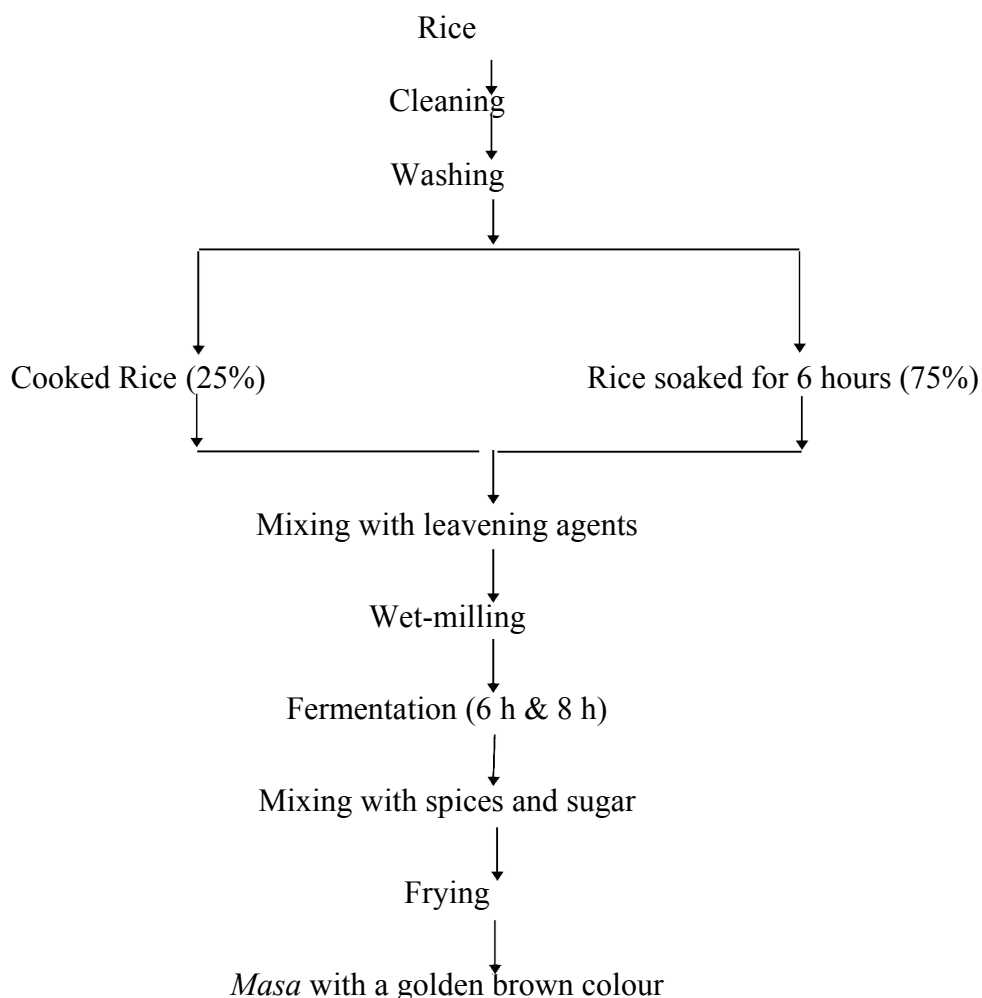 Rice
Cleaning
Washing
Cooked Rice (25%)
Rice soaked for 6 hours (75%)
Mixing with leavening agents
Wet-milling
Fermentation (6 h & 8 h)
Mixing with spices and sugar
Frying
Masa with a golden brown colour